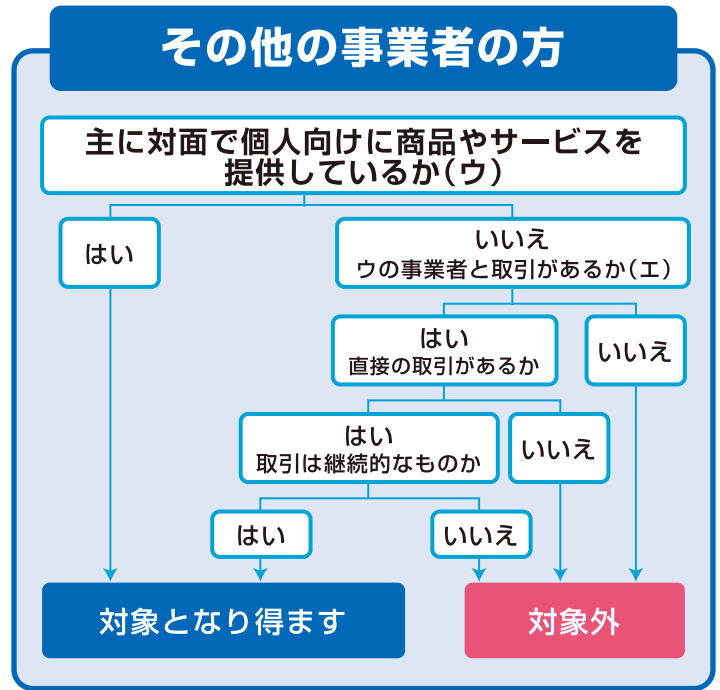 その他の事業者の方
主に対面で個人向けに商品やサービスを
提供しているか(ウ)
はい
いいえ
ウの事業者と取引があるか(エ)
はい
直接の取引があるか
いいえ
はい
取引は継続的なものか
いいえ
はい
いいえ
対象となり得ます
対象外